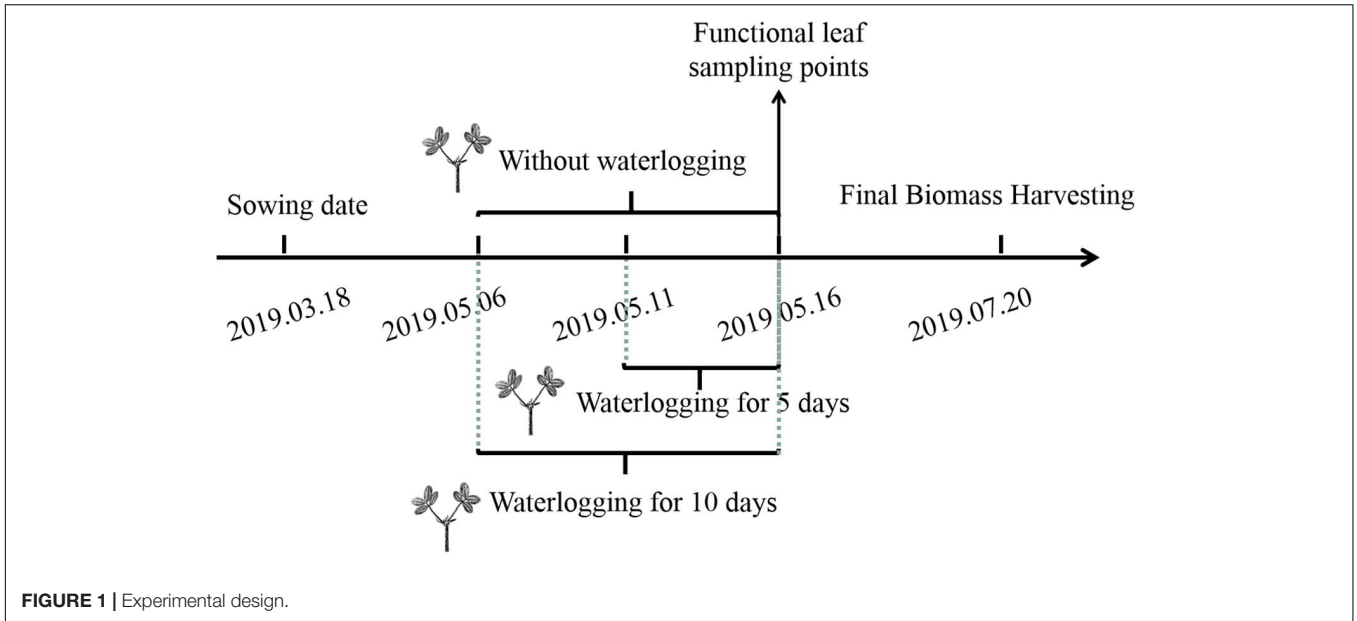 Functional leaf
sampling points
Without waterlogging
Sowing date
Final Biomass Harvesting
2019.03.18
2019.05.06
2019.05.11
2019.05.16
2019.07.20
Waterlogging for 5 days
Waterlogging for 10 days
FIGURE 1 | Experimental design.